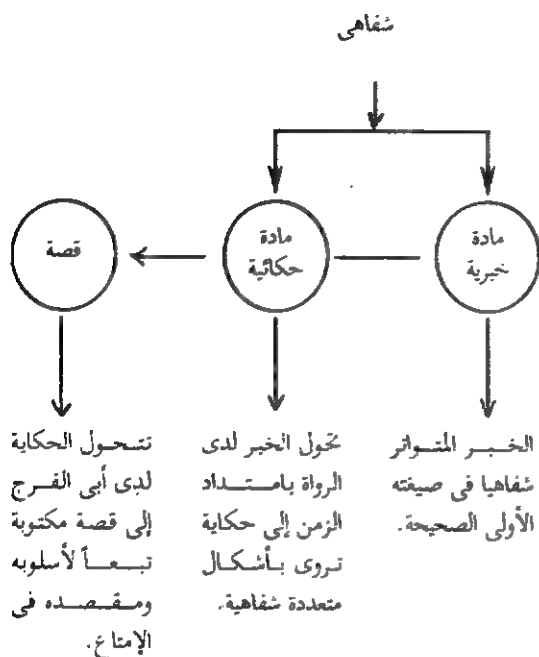 شفاهى
مادة
خبرية
مادة
حكائية
قصة
الخبر المتواتر
شفاهيا فى صيغته
الأولى الصحيحة.
تحول الخبر لدى
الرواة بامتداد
الزمن إلى حكاية
تروى بأشكال
متعددة شفاهية.
تتحول الحكاية
لدى أبى الفرج
إلى قصة مكتوبة
تبعاً لأسلوبه
ومقصده فى
الإمتاع.